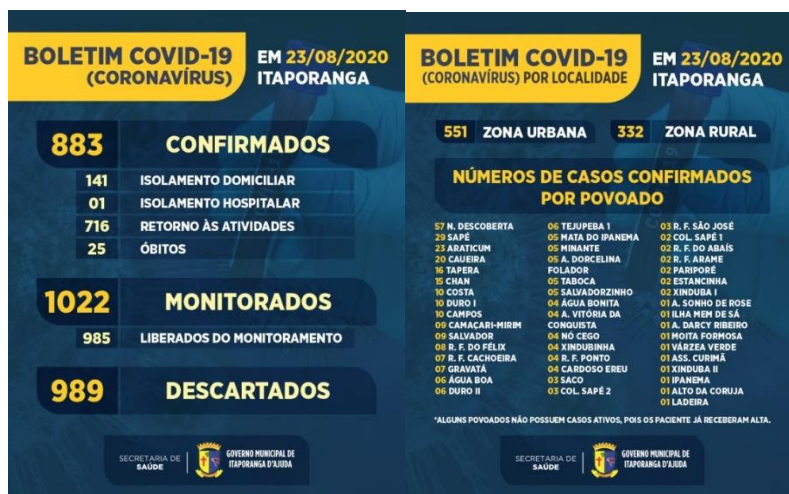 BOLETIM COVID-19
(CORONAVÍRUS)
EM 23/08/2020
ITAPORANGA
883 CONFIRMADOS
141 ISOLAMENTO DOMICILIAR
01 ISOLAMENTO HOSPITALAR
716 RETORNO ÀS ATIVIDADES
25 ÓBITOS
1022 MONITORADOS
985 LIBERADOS DO MONITORAMENTO
989 DESCARTADOS
SECRETARIA DE
SAÚDE
GOVERNO MUNICIPAL DE
ITAPORANGA D'AJUDA
BOLETIM COVID-19
(CORONAVÍRUS) POR LOCALIDADE
EM 23/08/2020
ITAPORANGA
551 ZONA URBANA
332 ZONA RURAL
NÚMEROS DE CASOS CONFIRMADOS
POR POVOADO
57 N. DESCOBERTA
29 SAPÉ
23 ARATICUM
20 CAUEIRA
16 TAPERA
15 CHAN
10 COSTA
10 DURO I
10 CAMPOS
09 CAMAÇARI-MIRIM
09 SALVADOR
08 R. F. DO FÉLIX
07 R. F. CACHOEIRA
07 GRAVATÁ
06 ÁGUA BOA
06 DURO II
06 TEJUPEBA 1
05 MATA DO IPANEMA
05 MINANTE
05 A. DORCELINA
FOLADOR
05 TABOCA
05 SALVADORZINHO
04 ÁGUA BONITA
04 A. VITÓRIA DA
CONQUISTA
04 NÓ CEGO
04 XINDUBINHA
04 R. F. PONTO
04 CARDOSO EREU
03 SACO
03 COL. SAPÉ 2
03 R. F. SÃO JOSÉ
02 COL. SAPÉ 1
02 R. F. DO ABAÍS
02 R. F. ARAME
02 PARIPORÉ
02 ESTANCINHA
02 XINDUBA I
01 A. SONHO DE ROSE
01 ILHA MEM DE SÁ
01 A. DARCY RIBEIRO
01 MOITA FORMOSA
01 VÁRZEA VERDE
01 ASS. CURIMÃ
01 XINDUBA II
01 IPANEMA
01 ALTO DA CORUJA
01 LADEIRA
*ALGUNS POVOADOS NÃO POSSUEM CASOS ATIVOS, POIS OS PACIENTE JÁ RECEBERAM ALTA.
SECRETARIA DE
SAÚDE
GOVERNO MUNICIPAL DE
ITAPORANGA D'AJUDA